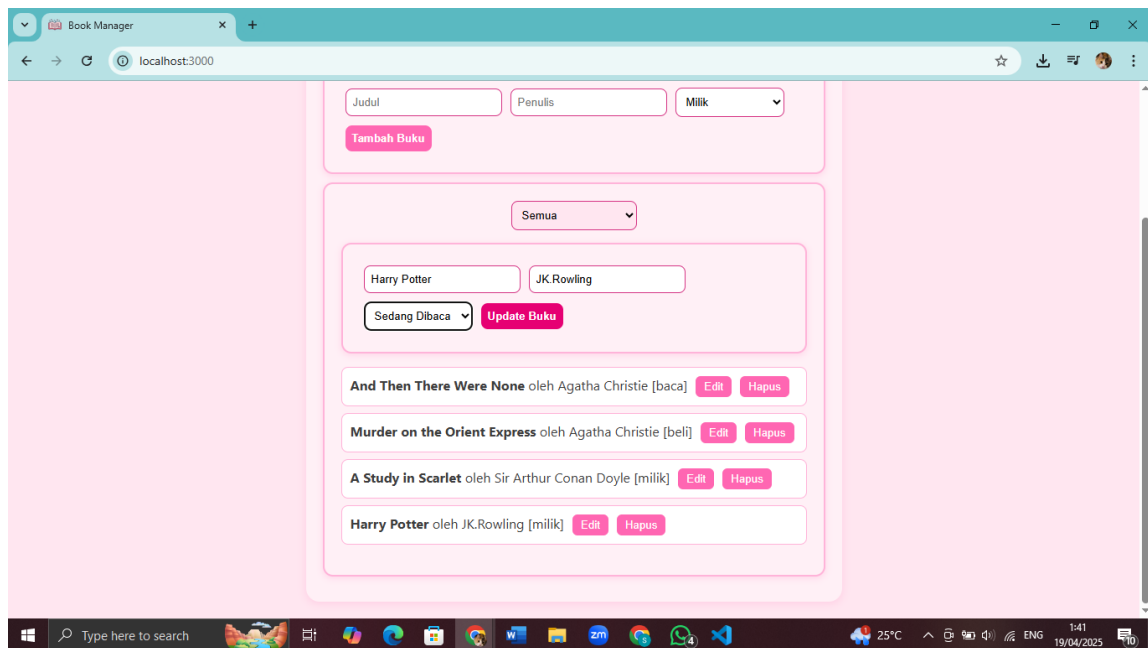 Book Manager
localhost:3000
Judul Penulis Milik
Tambah Buku
Semua
Harry Potter JK.Rowling
Sedang Dibaca Update Buku
And Then There Were None oleh Agatha Christie [baca] Edit Hapus
Murder on the Orient Express oleh Agatha Christie [beli] Edit Hapus
A Study in Scarlet oleh Sir Arthur Conan Doyle [milik] Edit Hapus
Harry Potter oleh JK.Rowling [milik] Edit Hapus
Type here to search zm 4 25°C ENG 1:41 10
19/04/2025